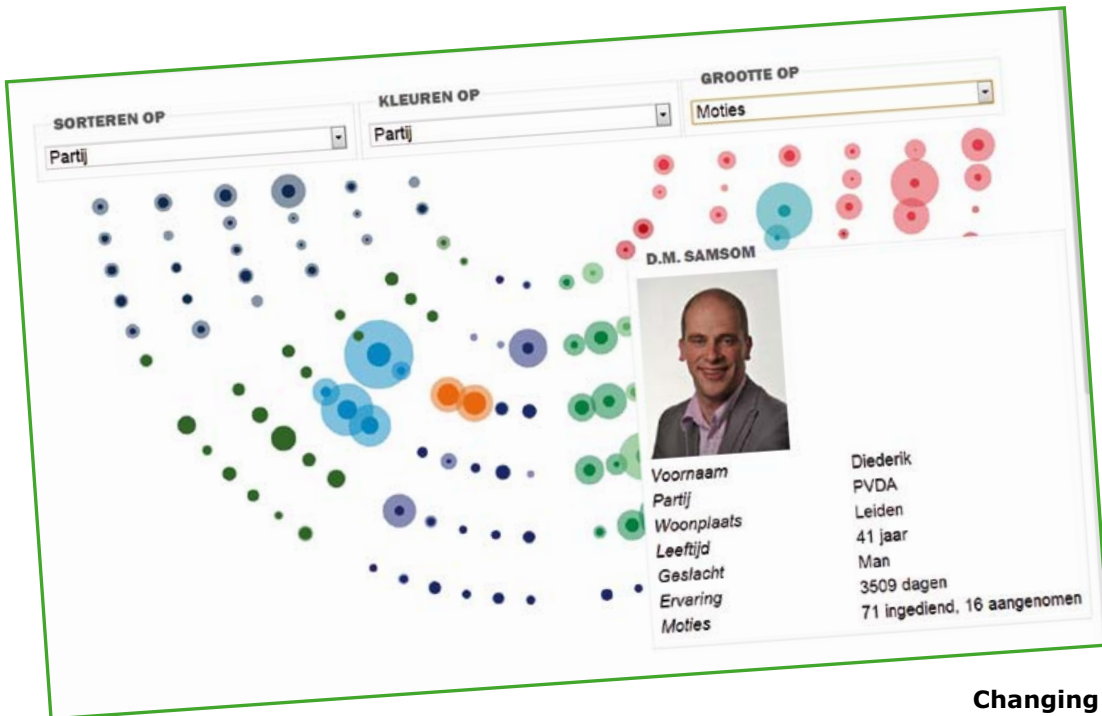 SORTEREN OP
Partij
KLEUREN OP
Partij
GROOTTE OP
Moties
D.M. SAMSOM
Voornaam Diederik
Partij PVDA
Woonplaats Leiden
Leeftijd 41 jaar
Geslacht Man
Ervaring 3509 dagen
Moties 71 ingediend, 16 aangenomen
Changing